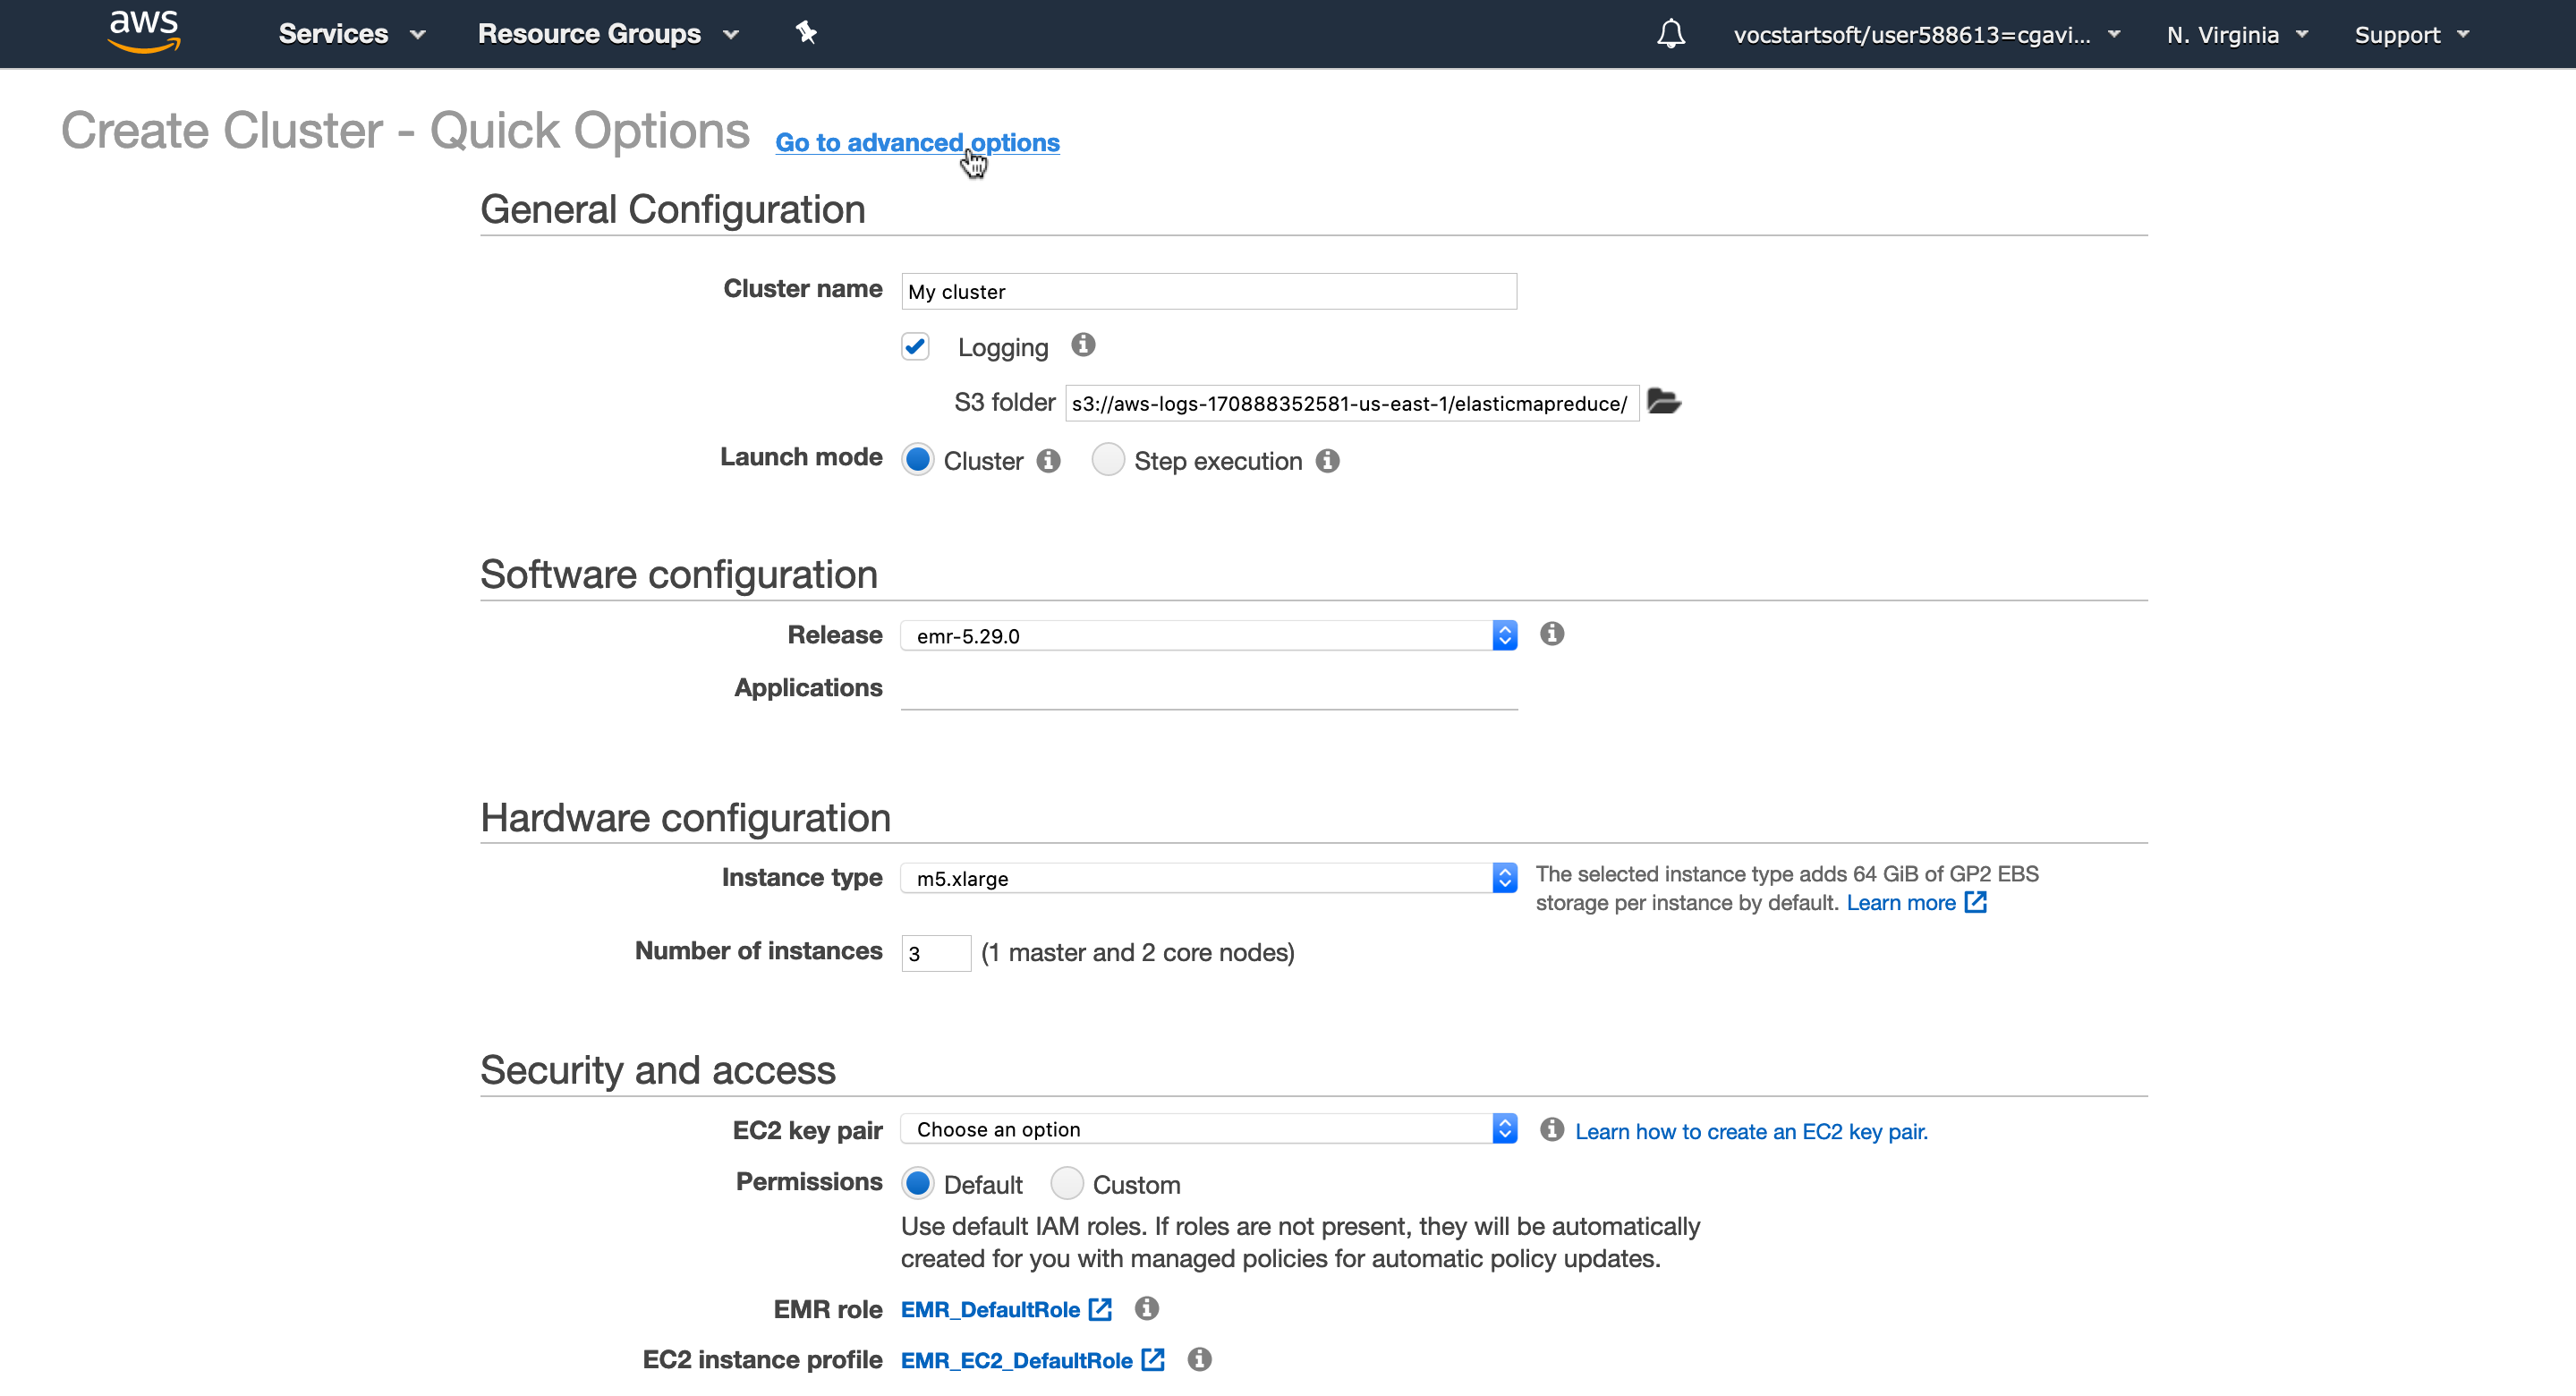 aws Services Resource Groups vocstartsoft/user588613=cgavi... N. Virginia Support
Create Cluster - Quick Options Go to advanced options
General Configuration
Cluster name My cluster
Logging
S3 folder s3://aws-logs-170888352581-us-east-1/elasticmapreduce/
Launch mode Cluster Step execution
Software configuration
Release emr-5.29.0
Applications
Hardware configuration
Instance type m5.xlarge The selected instance type adds 64 GiB of GP2 EBS
storage per instance by default. Learn more
Number of instances 3 (1 master and 2 core nodes)
Security and access
EC2 key pair Choose an option Learn how to create an EC2 key pair.
Permissions Default Custom
Use default IAM roles. If roles are not present, they will be automatically
created for you with managed policies for automatic policy updates.
EMR role EMR_DefaultRole
EC2 instance profile EMR_EC2_DefaultRole